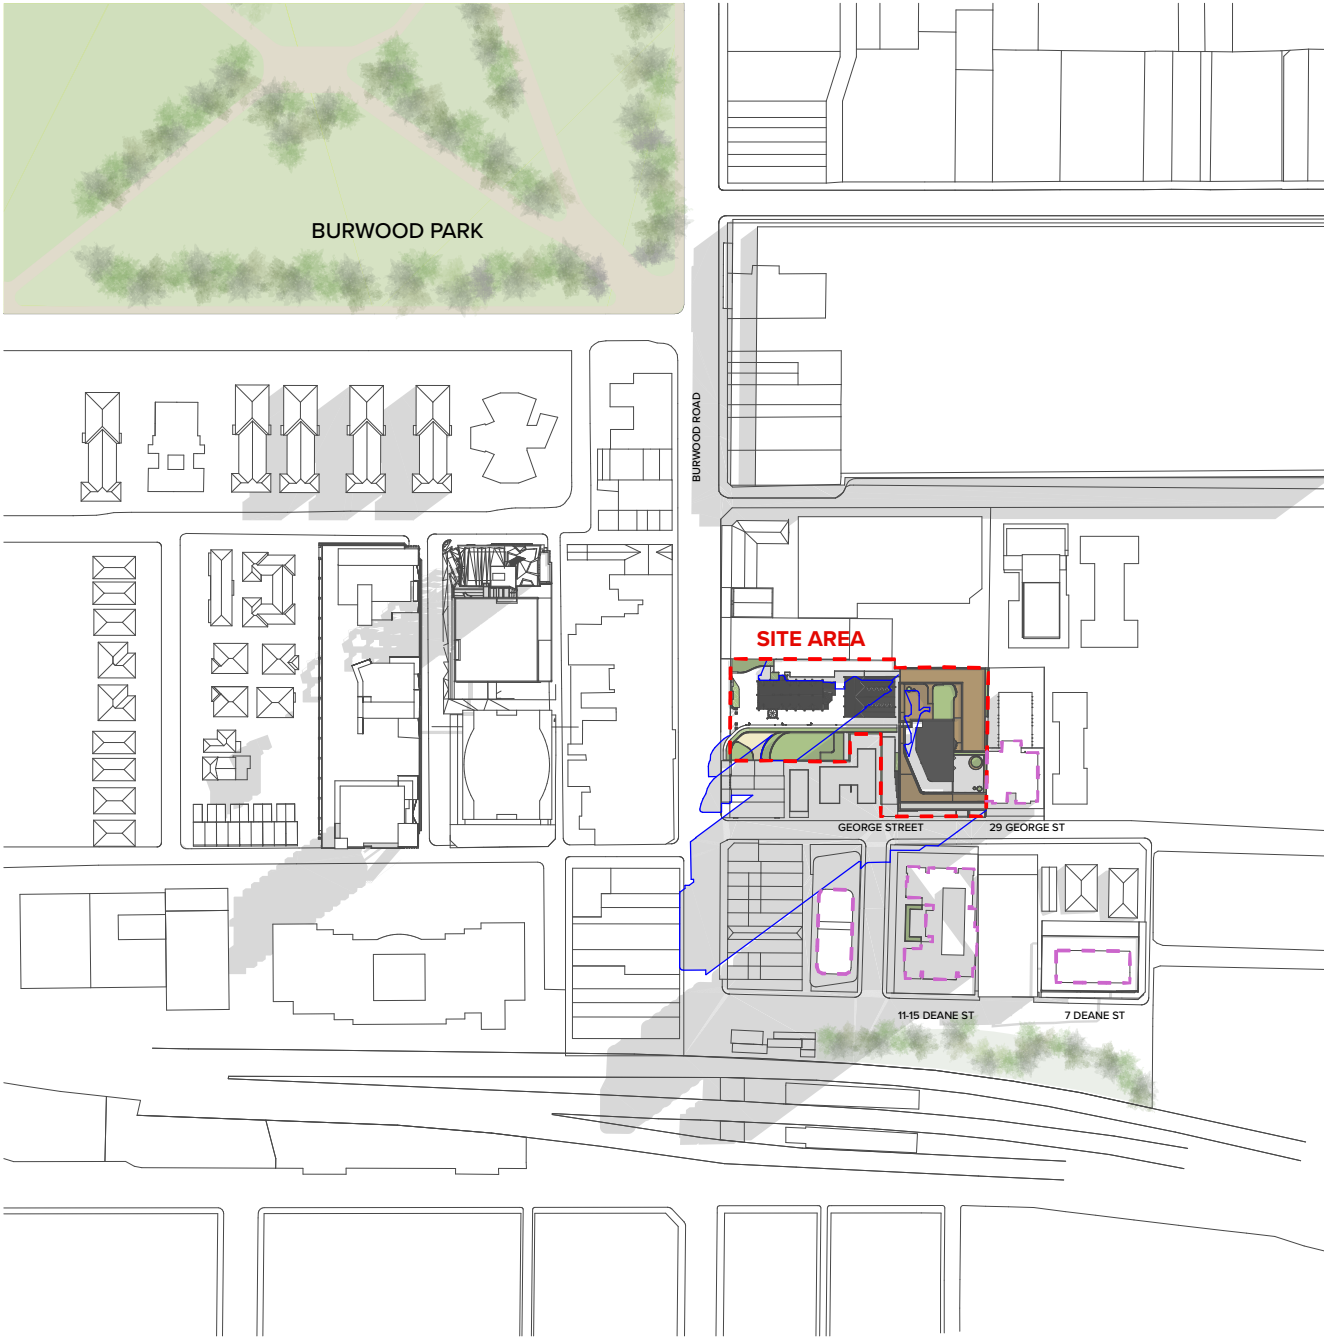 BURWOOD PARK
BURWOOD ROAD
SITE AREA
GEORGE STREET
29 GEORGE ST
11-15 DEANE ST
7 DEANE ST